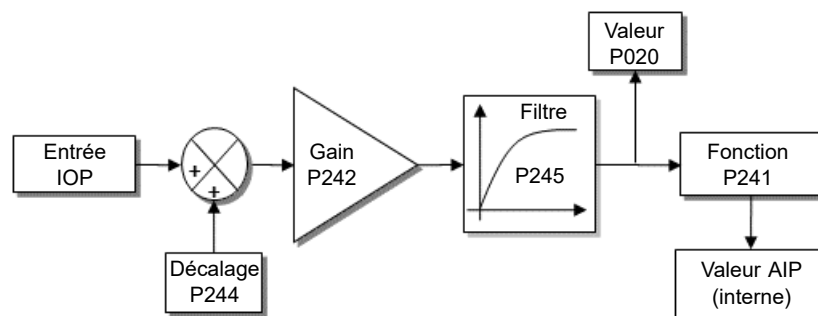 Valeur
P020
Entrée
IOP
+
+
Gain
P242
Filtre
P245
Fonction
P241
Décalage
P244
Valeur AIP
(interne)